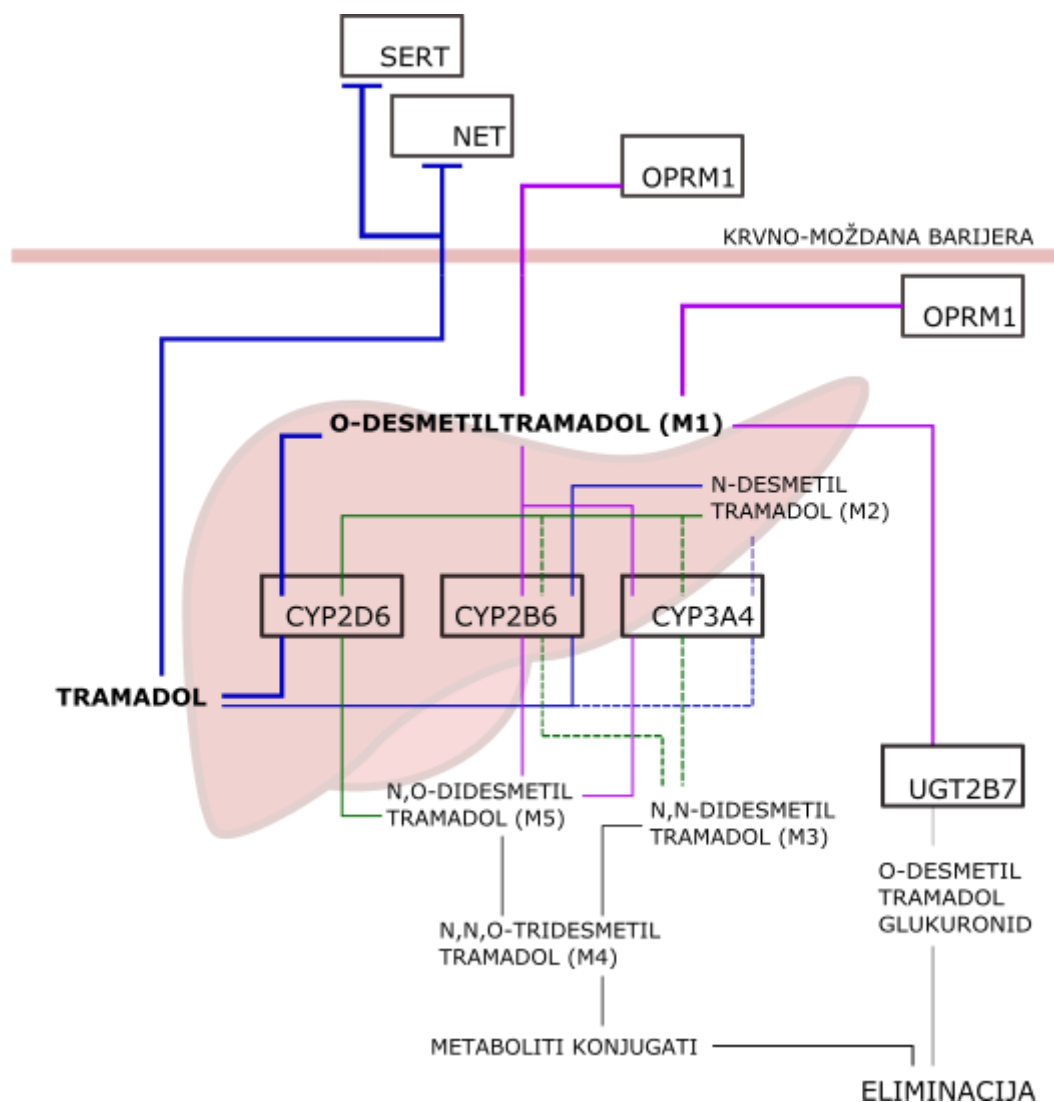 SERT
NET
OPRM1
KRVNO-MOŽDANA BARIJERA
OPRM1
O-DESMETILTRAMADOL (M1)
N-DESMETIL
TRAMADOL (M2)
CYP2D6
CYP2B6
CYP3A4
TRAMADOL
UGT2B7
N,O-DIDESMETIL
TRAMADOL (M5)
N,N-DIDESMETIL
TRAMADOL (M3)
O-DESMETIL
TRAMADOL
GLUKURONID
N,N,O-TRIDESMETIL
TRAMADOL (M4)
METABOLITI KONJUGATI
ELIMINACIJA